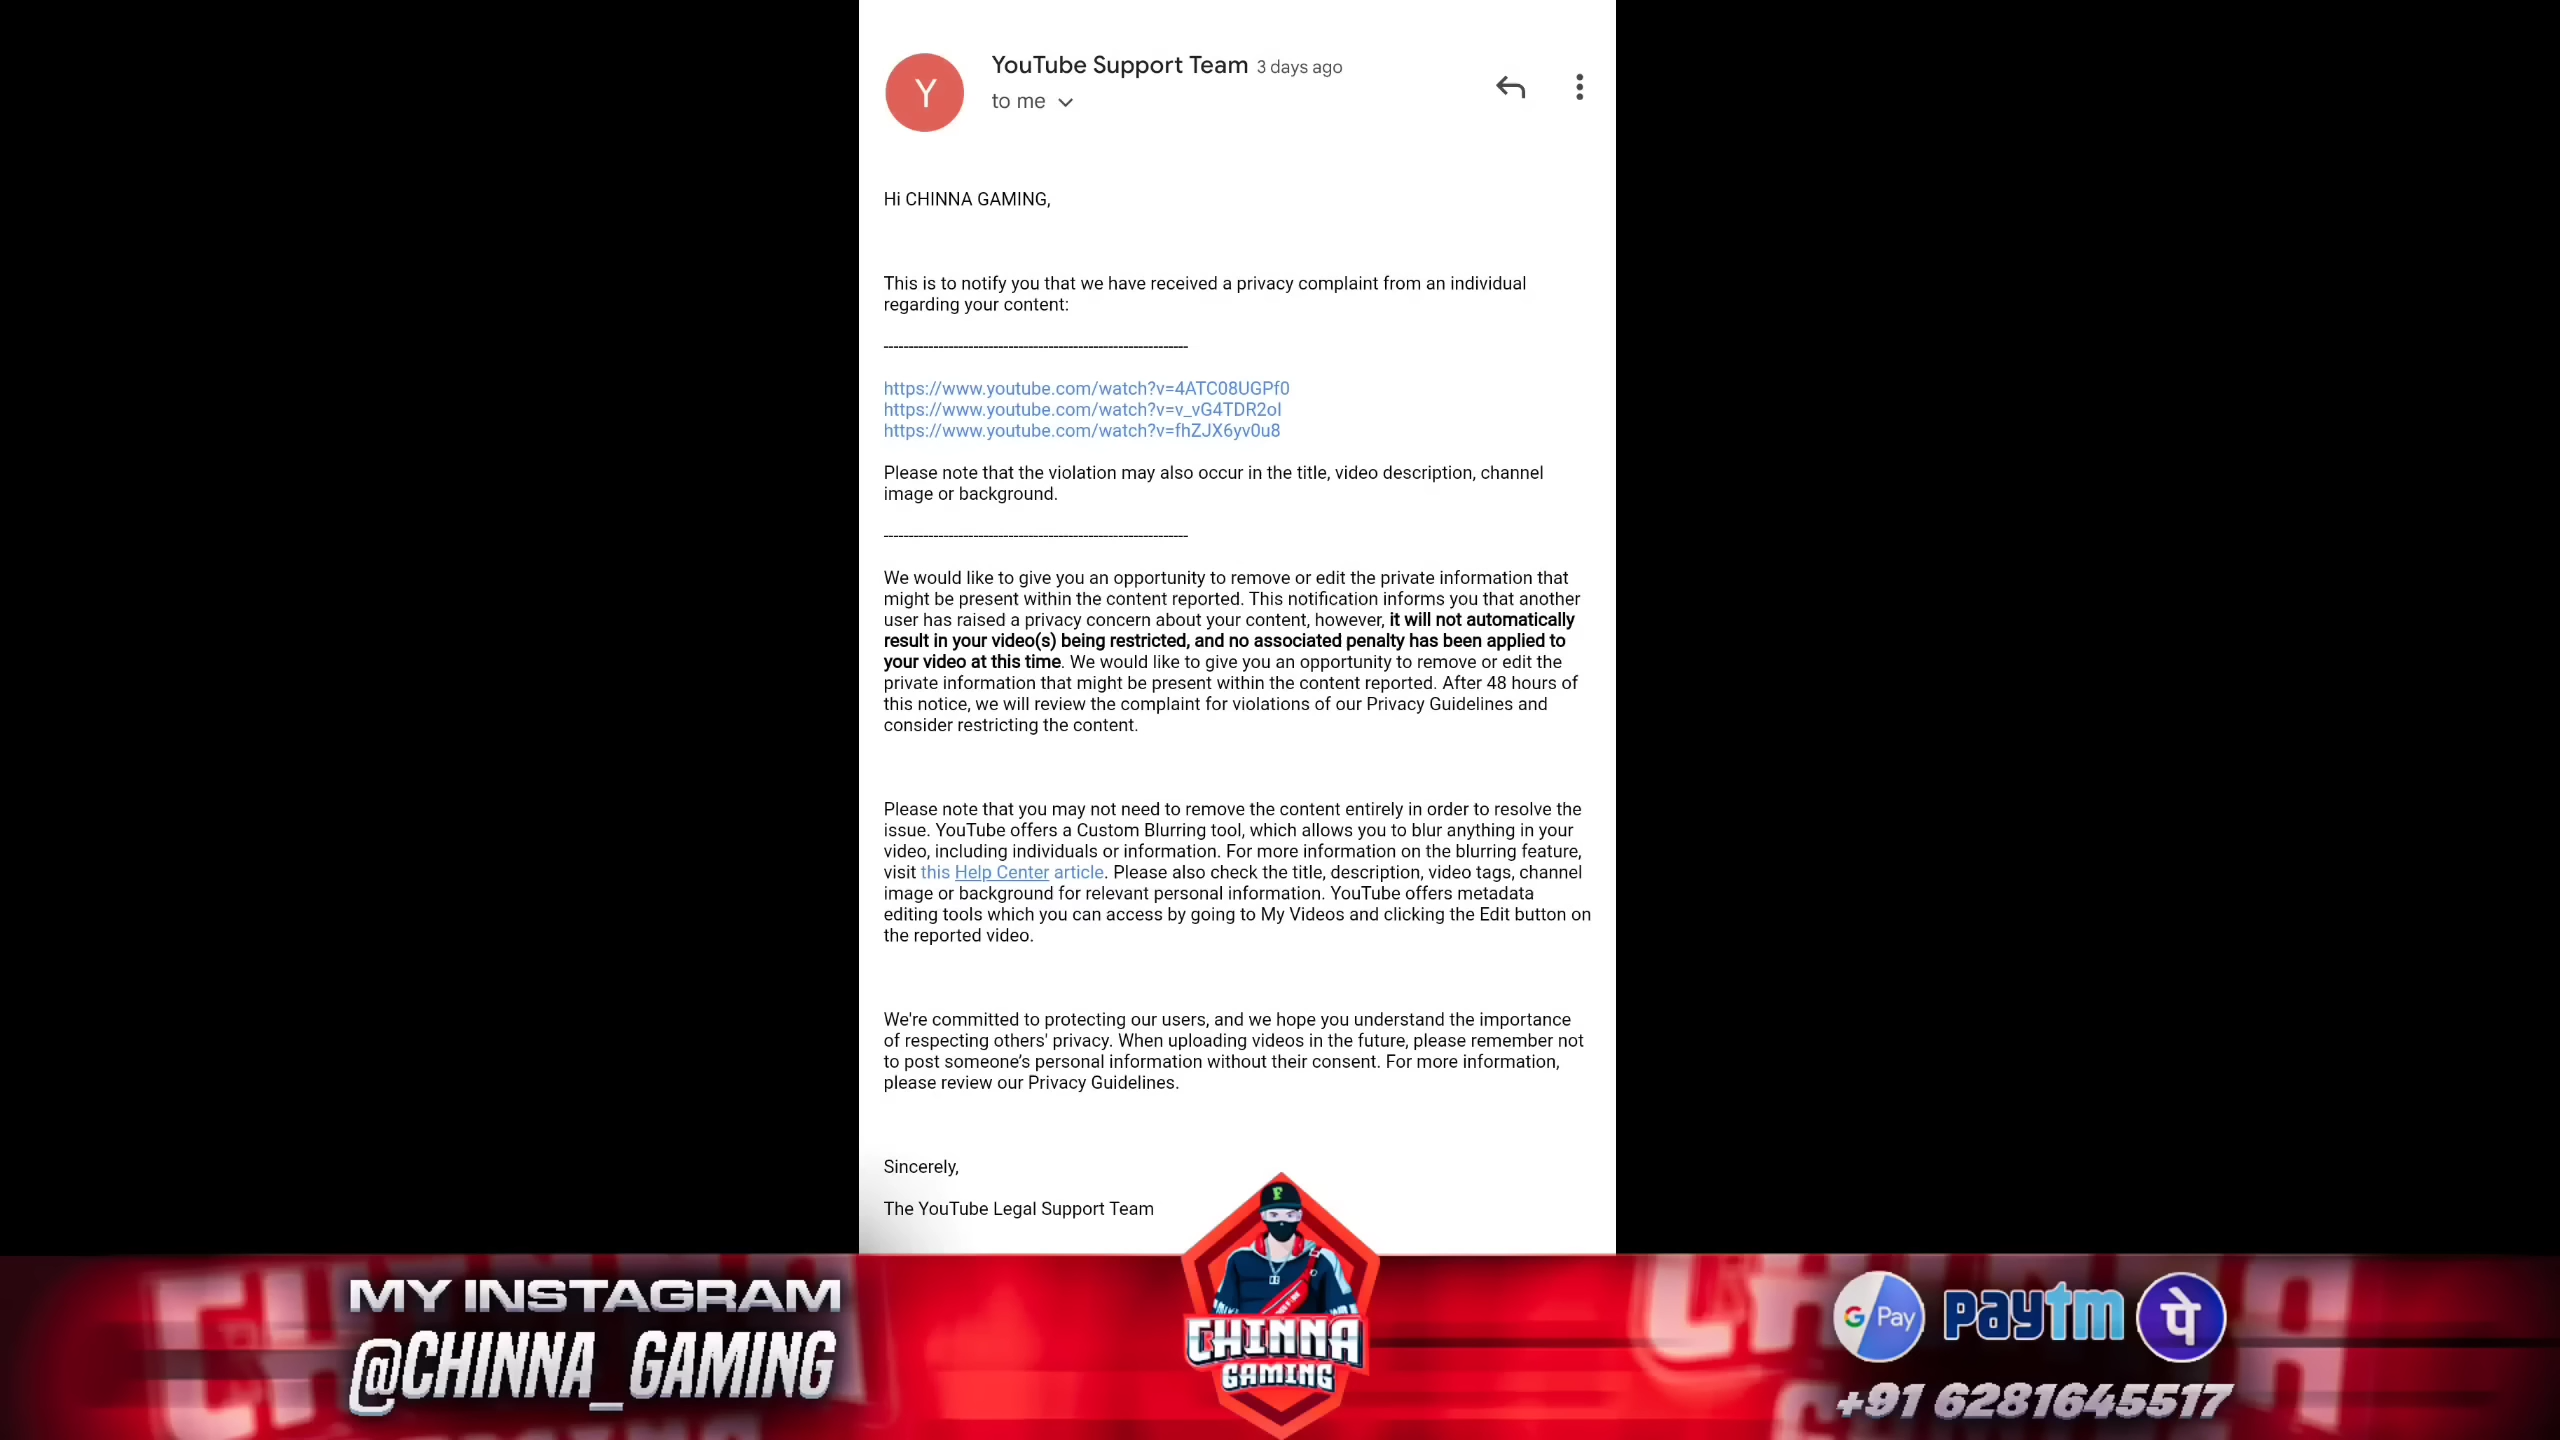 Y
YouTube Support Team 3 days ago
to me
Hi CHINNA GAMING,
This is to notify you that we have received a privacy complaint from an individual
regarding your content:
-------------------------------------------------------------
https://www.youtube.com/watch?v=4ATC08UGPf0
https://www.youtube.com/watch?v=v_vG4TDR2oI
https://www.youtube.com/watch?v=fhZJX6yv0u8
Please note that the violation may also occur in the title, video description, channel
image or background.
-------------------------------------------------------------
We would like to give you an opportunity to remove or edit the private information that
might be present within the content reported. This notification informs you that another
user has raised a privacy concern about your content, however, it will not automatically
result in your video(s) being restricted, and no associated penalty has been applied to
your video at this time. We would like to give you an opportunity to remove or edit the
private information that might be present within the content reported. After 48 hours of
this notice, we will review the complaint for violations of our Privacy Guidelines and
consider restricting the content.
Please note that you may not need to remove the content entirely in order to resolve the
issue. YouTube offers a Custom Blurring tool, which allows you to blur anything in your
video, including individuals or information. For more information on the blurring feature,
visit this Help Center article. Please also check the title, description, video tags, channel
image or background for relevant personal information. YouTube offers metadata
editing tools which you can access by going to My Videos and clicking the Edit button on
the reported video.
We're committed to protecting our users, and we hope you understand the importance
of respecting others' privacy. When uploading videos in the future, please remember not
to post someone’s personal information without their consent. For more information,
please review our Privacy Guidelines.
Sincerely,
The YouTube Legal Support Team
MY INSTAGRAM
@CHINNA_GAMING
CHINNA
GAMING
G Pay paytm पे
+91 6281645517